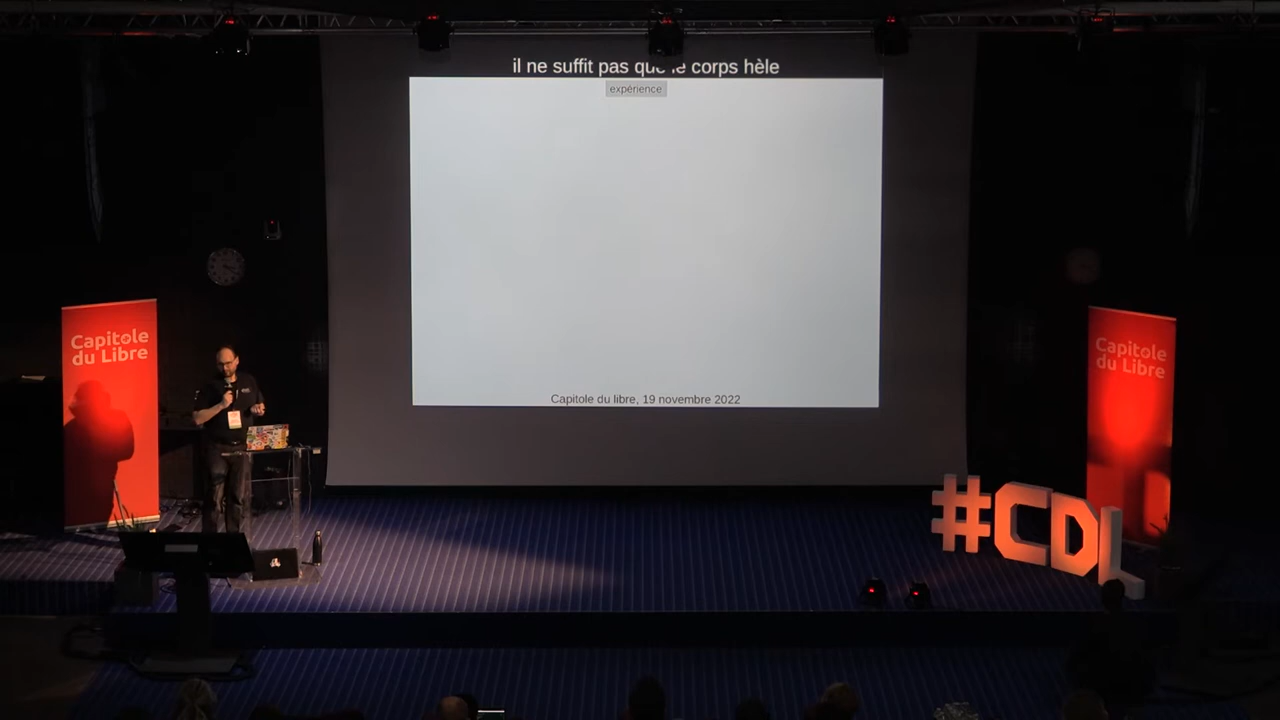 il ne suffit pas que le corps hèle
expérience
Capitole du libre, 19 novembre 2022
Capitole
du Libre
Capitole
du Libre
#CDL